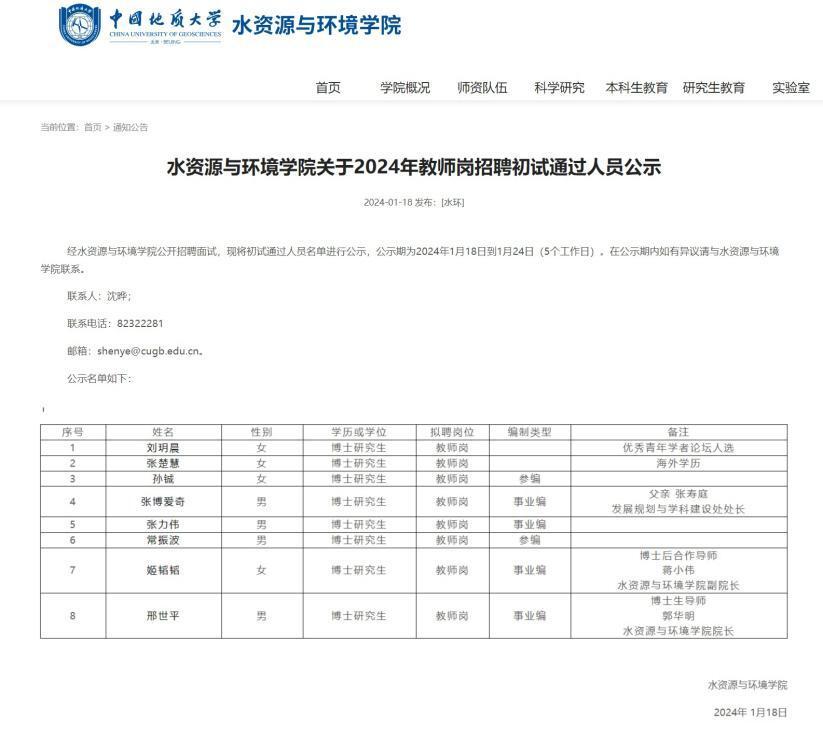 中国地质大学 水资源与环境学院
CHINA UNIVERSITY OF GEOSCIENCES
北京 · BEIJING
首页 学院概况 师资队伍 科学研究 本科生教育 研究生教育 实验室
当前位置：首页 > 通知公告
水资源与环境学院关于2024年教师岗招聘初试通过人员公示
2024-01-18 发布：[水环]
经水资源与环境学院公开招聘面试，现将初试通过人员名单进行公示，公示期为2024年1月18日到1月24日（5个工作日）。在公示期内如有异议请与水资源与环境
学院联系。
联系人：沈晔；
联系电话：82322281
邮箱：shenye@cugb.edu.cn。
公示名单如下：
序号 姓名 性别 学历或学位 拟聘岗位 编制类型 备注
1 刘玥晨 女 博士研究生 教师岗 优秀青年学者论坛人选
2 张楚慧 女 博士研究生 教师岗 海外学历
3 孙铖 女 博士研究生 教师岗 参编
4 张博爱奇 男 博士研究生 教师岗 事业编 父亲 张寿庭
发展规划与学科建设处处长
5 张力伟 男 博士研究生 教师岗 事业编
6 常振波 男 博士研究生 教师岗 参编
7 姬韬韬 女 博士研究生 教师岗 事业编 博士后合作导师
蒋小伟
水资源与环境学院副院长
8 邢世平 男 博士研究生 教师岗 事业编 博士生导师
郭华明
水资源与环境学院院长
水资源与环境学院
2024年 1月18日